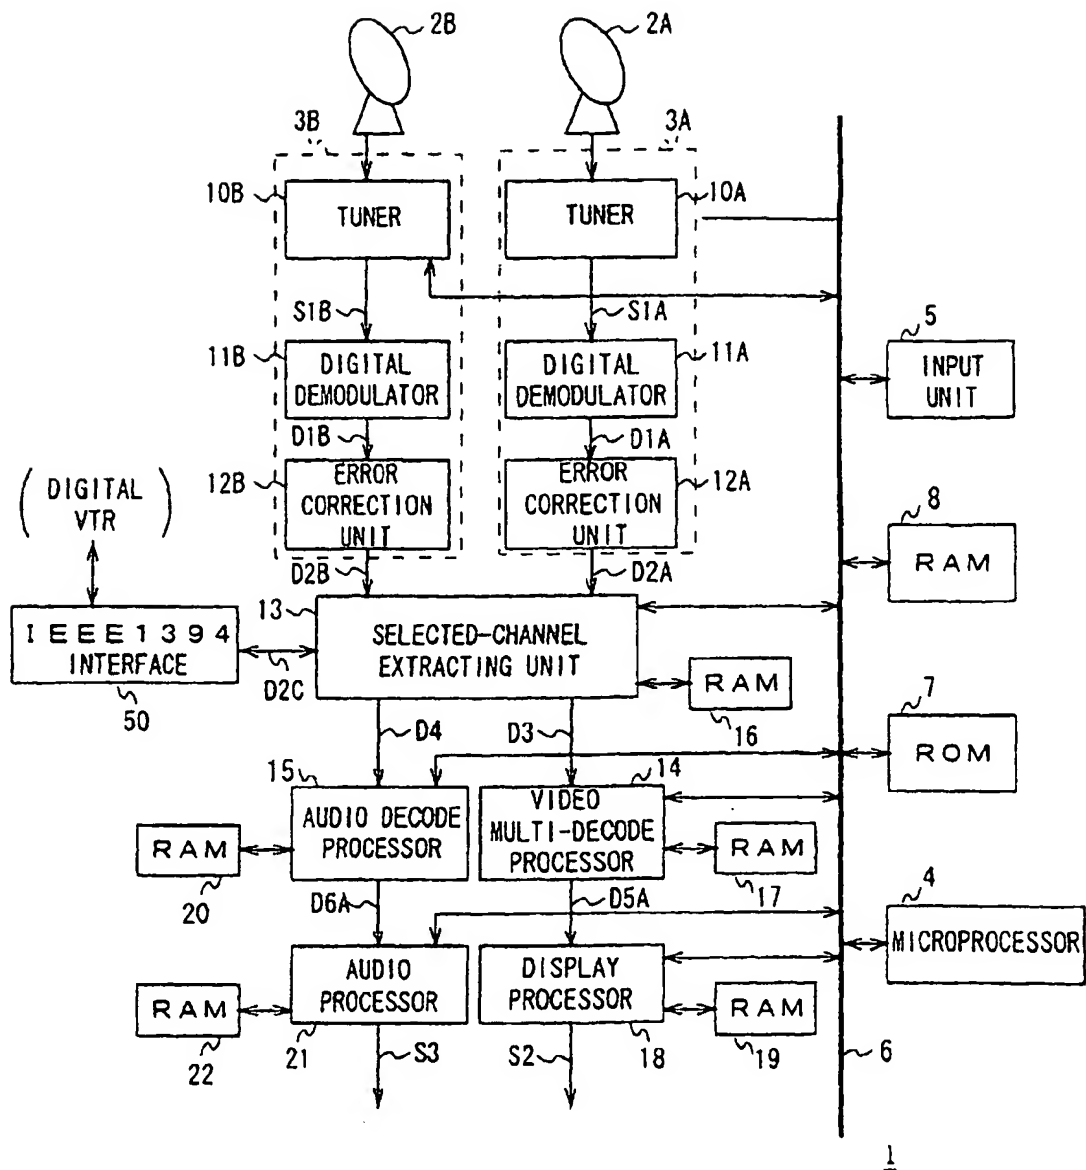 2B
2A
3B
3A
10B
TUNER
TUNER
10A
S1B
S1A
11B
DIGITAL
DEMODULATOR
DIGITAL
DEMODULATOR
11A
5
INPUT
UNIT
D1B
D1A
(DIGITAL
VTR)
12B
ERROR
CORRECTION
UNIT
ERROR
CORRECTION
UNIT
12A
8
RAM
D2B
D2A
13
SELECTED-CHANNEL
EXTRACTING UNIT
IEEE1394
INTERFACE
50
D2C
RAM
16
7
ROM
D4
D3
15
AUDIO DECODE
PROCESSOR
14
VIDEO
MULTI-DECODE
PROCESSOR
RAM
20
RAM
17
D6A
D5A
4
MICROPROCESSOR
AUDIO
PROCESSOR
21
DISPLAY
PROCESSOR
18
RAM
22
RAM
19
S3
S2
6
1